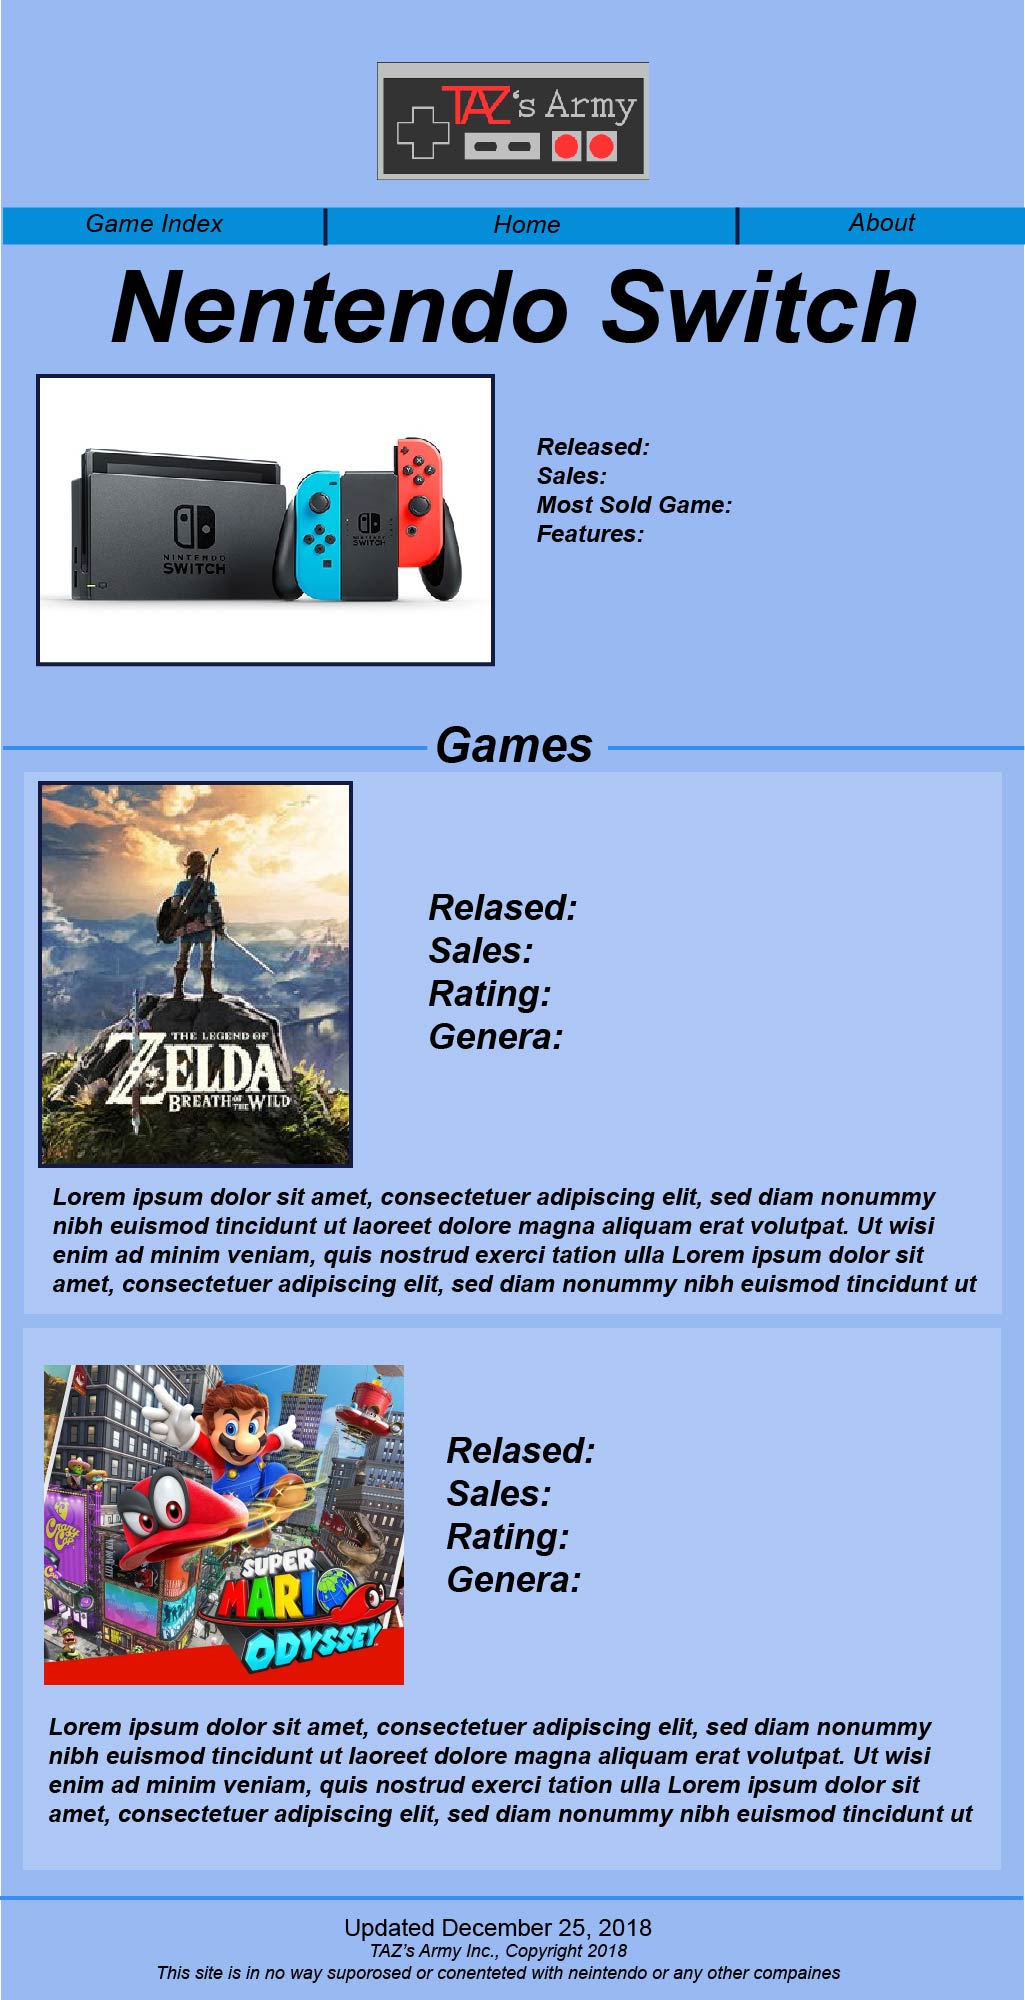 TAZ's Army
Game Index
Home
About
Nentendo Switch
NINTENDO
SWITCH
NINTENDO
SWITCH
Released:
Sales:
Most Sold Game:
Features:
Games
THE LEGEND OF
ZELDA
BREATH OF THE WILD
Relased:
Sales:
Rating:
Genera:
Lorem ipsum dolor sit amet, consectetuer adipiscing elit, sed diam nonummy
nibh euismod tincidunt ut laoreet dolore magna aliquam erat volutpat. Ut wisi
enim ad minim veniam, quis nostrud exerci tation ulla Lorem ipsum dolor sit
amet, consectetuer adipiscing elit, sed diam nonummy nibh euismod tincidunt ut
Crazy
Cap
SUPER
MARIO
ODYSSEY
Relased:
Sales:
Rating:
Genera:
Lorem ipsum dolor sit amet, consectetuer adipiscing elit, sed diam nonummy
nibh euismod tincidunt ut laoreet dolore magna aliquam erat volutpat. Ut wisi
enim ad minim veniam, quis nostrud exerci tation ulla Lorem ipsum dolor sit
amet, consectetuer adipiscing elit, sed diam nonummy nibh euismod tincidunt ut
Updated December 25, 2018
TAZ's Army Inc., Copyright 2018
This site is in no way suporosed or conenteted with neintendo or any other compaines